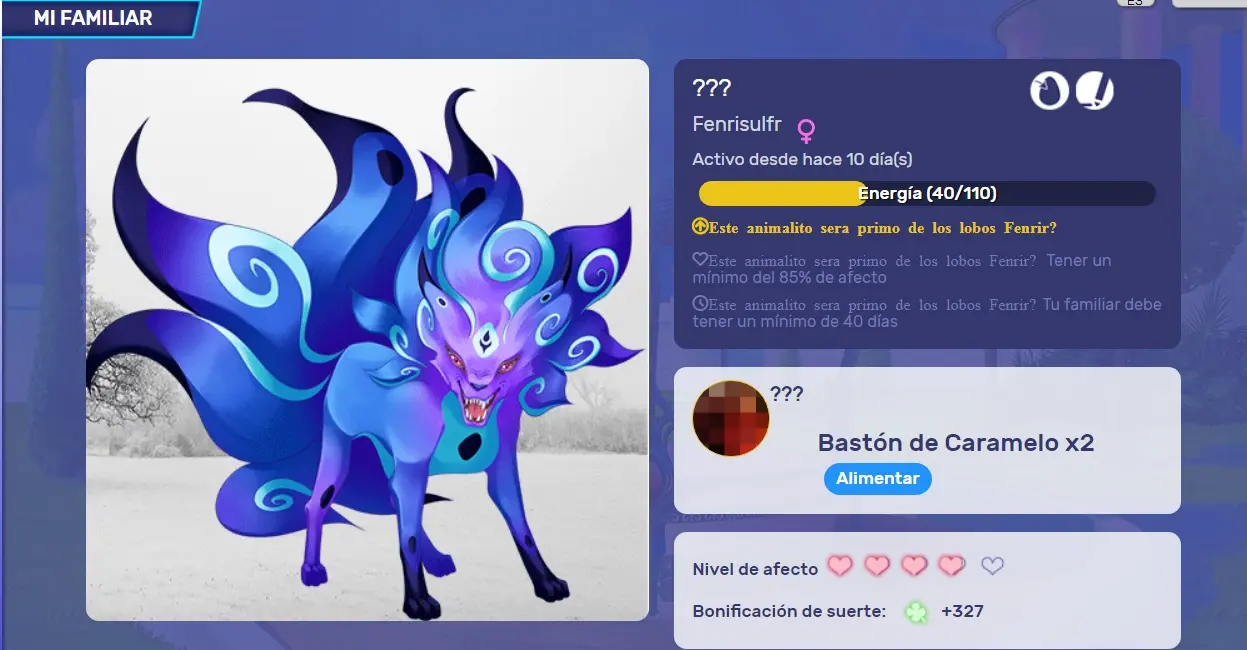 MI FAMILIAR
ES
???
Fenrisulfr
Activo desde hace 10 día(s)
Energía (40/110)
Este animalito sera primo de los lobos Fenrir?
Este animalito sera primo de los lobos Fenrir? Tener un
mínimo del 85% de afecto
Este animalito sera primo de los lobos Fenrir? Tu familiar debe
tener un mínimo de 40 días
???
Bastón de Caramelo x2
Alimentar
Nivel de afecto
Bonificación de suerte: +327